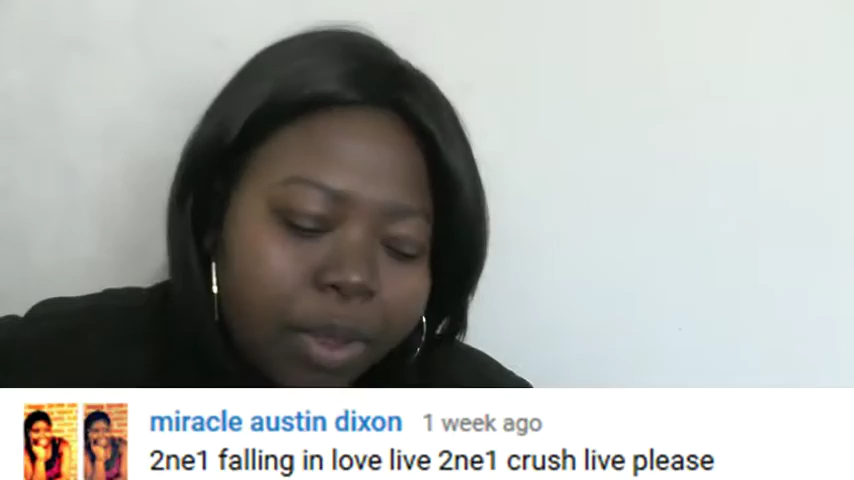 miracle austin dixon 1 week ago
2ne1 falling in love live 2ne1 crush live please